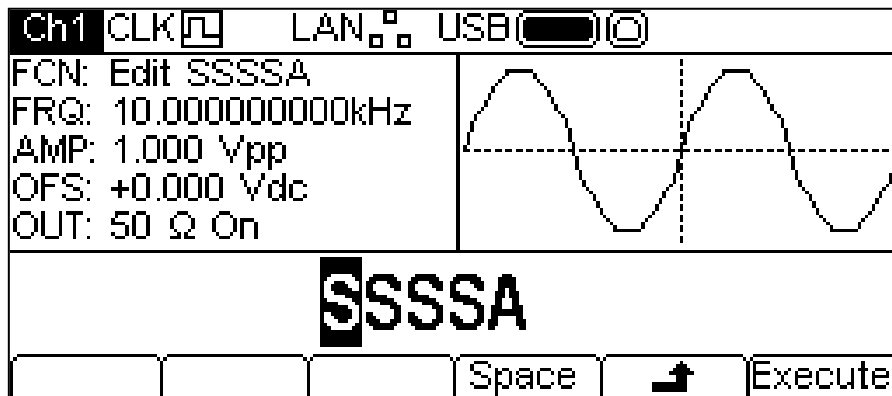 Ch1 CLK LAN USB
FCN: Edit SSSSA
FRQ: 10.000000000kHz
AMP: 1.000 Vpp
OFS: +0.000 Vdc
OUT: 50 Ω On
SSSSA
Space Execute